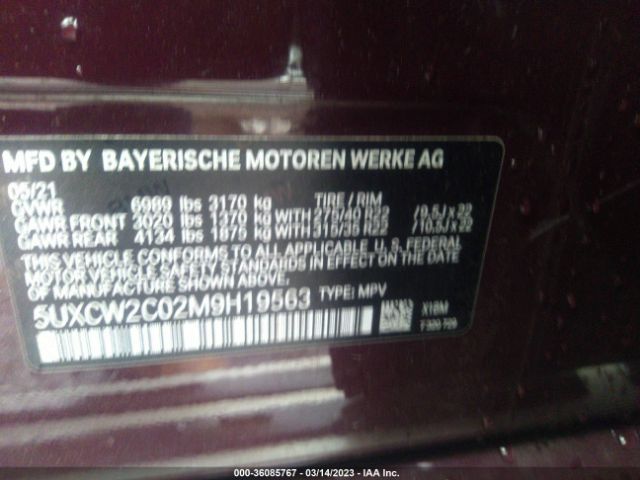 MFD BY BAYERISCHE MOTOREN WERKE AG
05/21
GVWR 6989 lbs 3170 kg TIRE / RIM
GAWR FRONT 3020 lbs 1370 kg WITH 275/40 R22 / 9.5J x 22
GAWR REAR 4134 lbs 1875 kg WITH 315/35 R22 / 10.5J x 22
THIS VEHICLE CONFORMS TO ALL APPLICABLE U.S. FEDERAL
MOTOR VEHICLE SAFETY STANDARDS IN EFFECT ON THE DATE
OF MANUFACTURE SHOWN ABOVE.
5UXCW2C02M9H19563 TYPE: MPV
X1BM
000-36085767 - 03/14/2023 - IAA Inc.